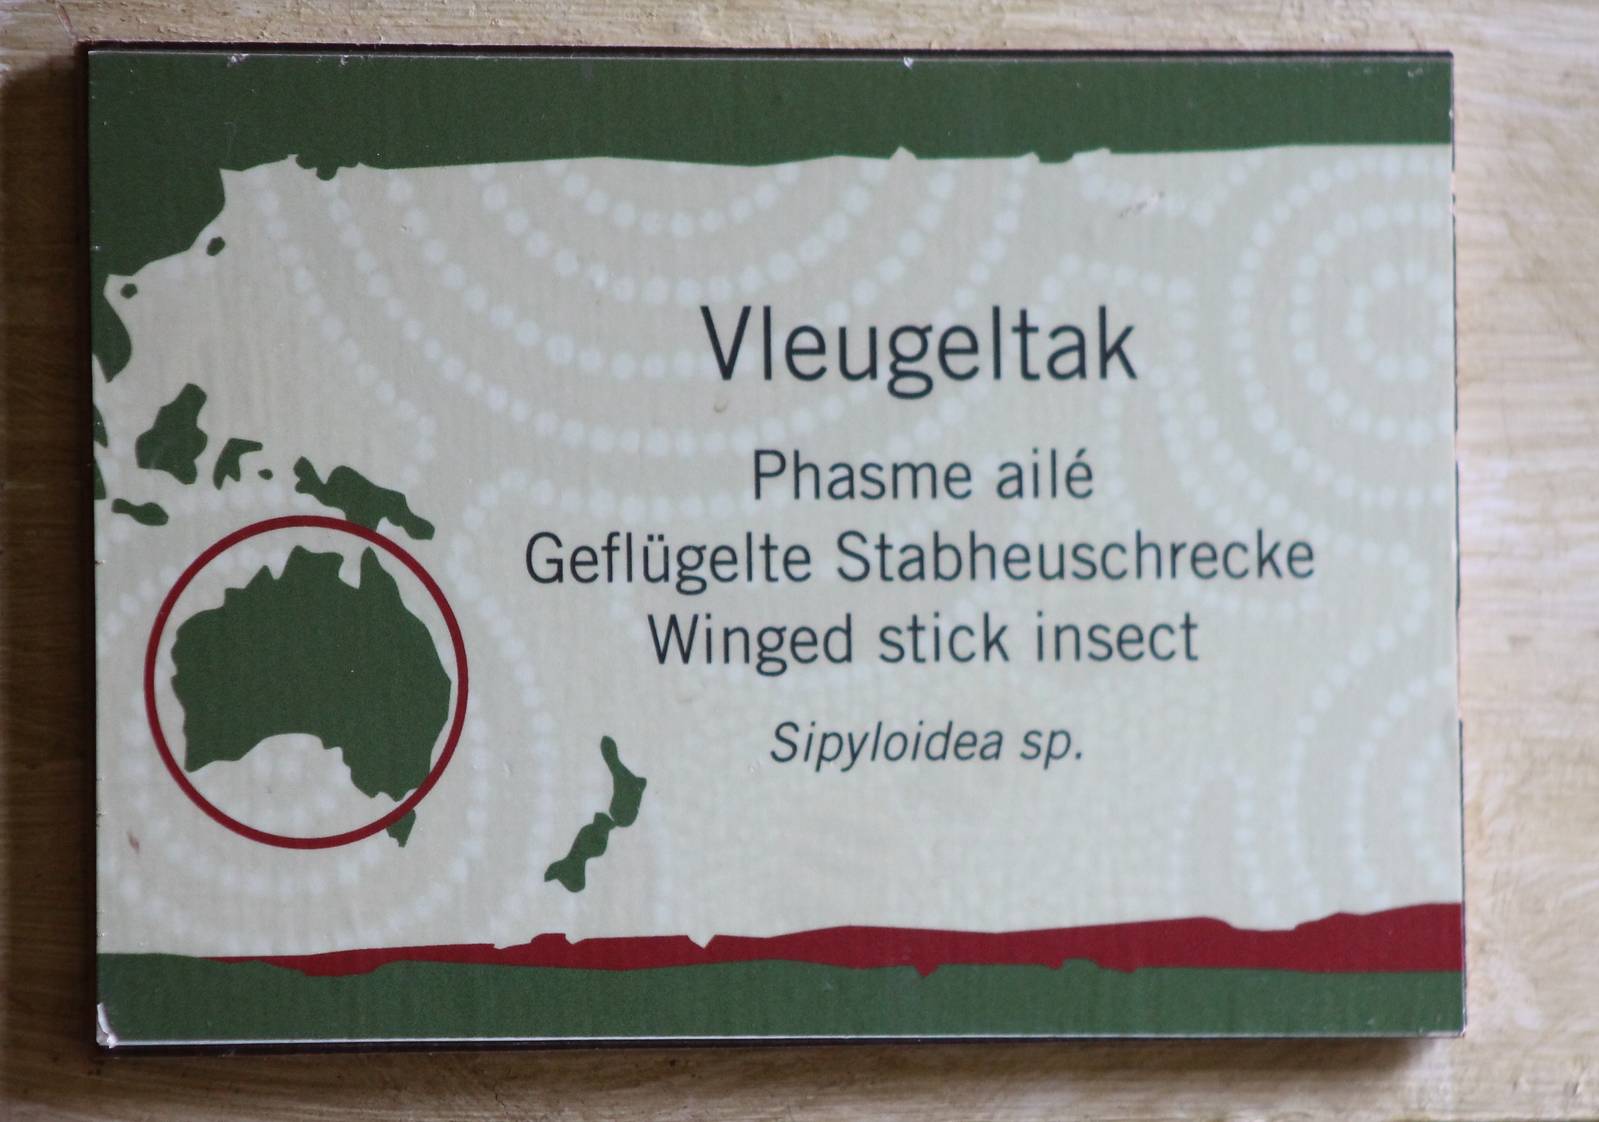 Vleugeltak
Phasme ailé
Geflügelte Stabheuschrecke
Winged stick insect
Sipyloidea sp.